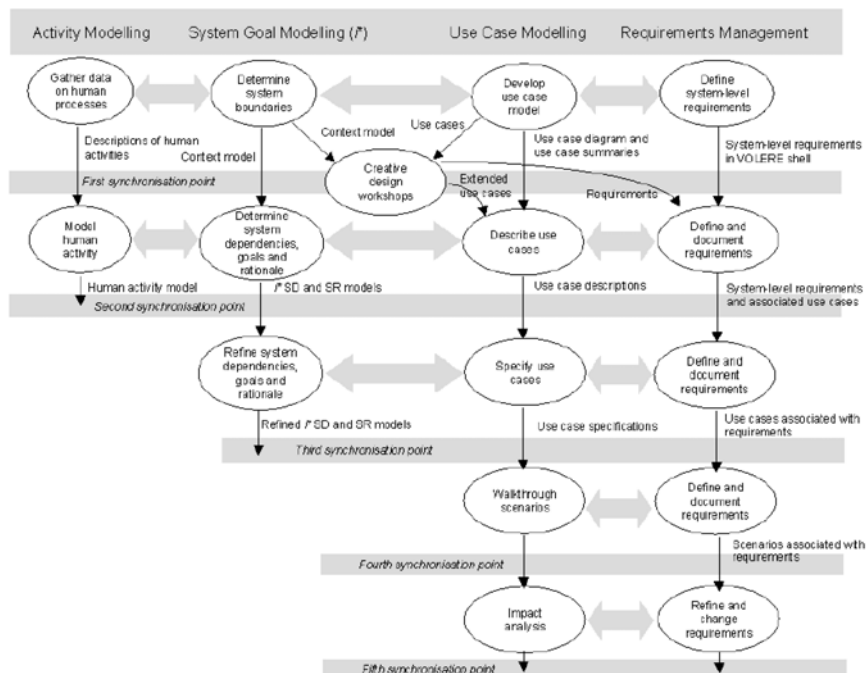 Activity Modelling
System Goal Modelling (i*)
Use Case Modelling
Requirements Management
Gather data
on human
processes
Determine
system
boundaries
Develop
use case
model
Define
system-level
requirements
Descriptions of human
activities
Context model
Context model
Use cases
Use case diagram and
use case summaries
System-level requirements
in VOLERE shell
Creative
design
workshops
First synchronisation point
Extended
use cases
Requirements
Model
human
activity
Determine
system
dependencies,
goals and
rationale
Describe use
cases
Define and
document
requirements
Human activity model
i* SD and SR models
Use case descriptions
System-level requirements
and associated use cases
Second synchronisation point
Refine system
dependencies,
goals and
rationale
Specify use
cases
Define and
document
requirements
Refined i* SD and SR models
Use case specifications
Use cases associated with
requirements
Third synchronisation point
Walkthrough
scenarios
Define and
document
requirements
Scenarios associated with
requirements
Fourth synchronisation point
Impact
analysis
Refine and
change
requirements
Fifth synchronisation point